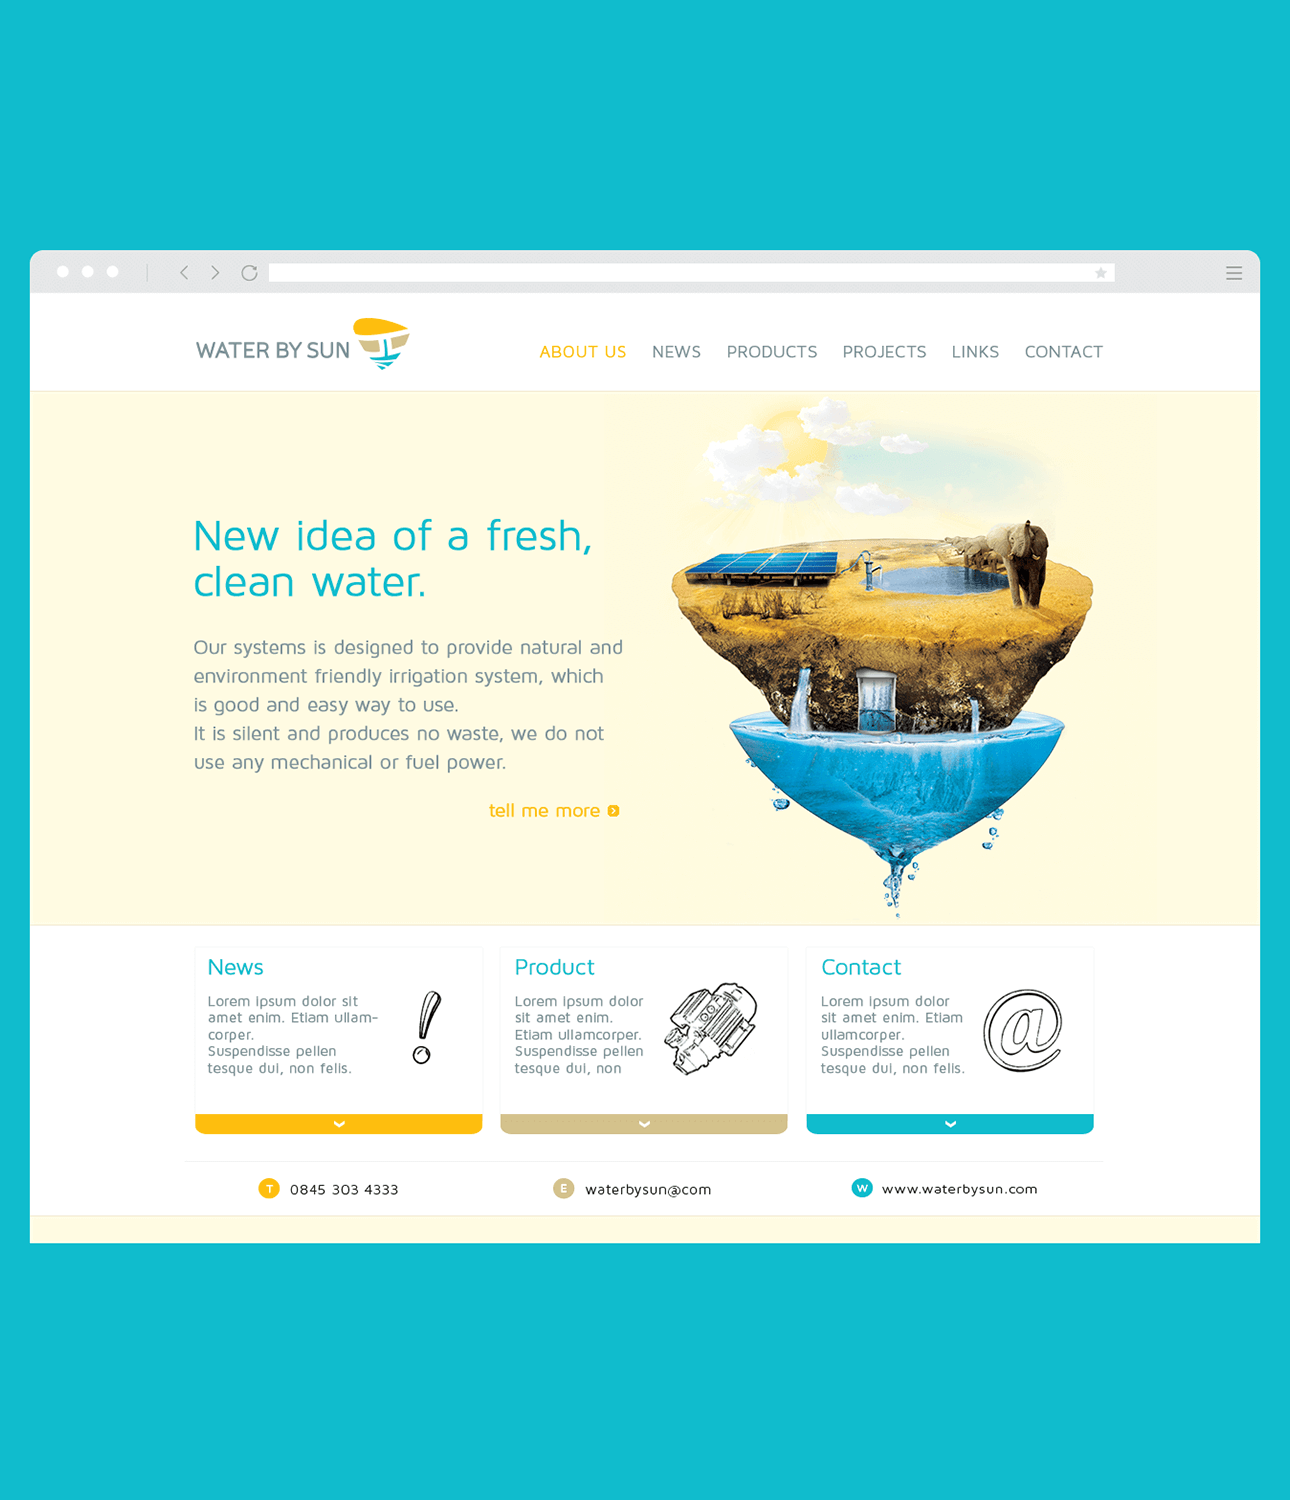 WATER BY SUN
ABOUT US NEWS PRODUCTS PROJECTS LINKS CONTACT
New idea of a fresh,
clean water.
Our systems is designed to provide natural and
environment friendly irrigation system, which
is good and easy way to use.
It is silent and produces no waste, we do not
use any mechanical or fuel power.
tell me more
News
Lorem ipsum dolor sit
amet enim. Etiam ullam-
corper.
Suspendisse pellen
tesque dui, non felis.
Product
Lorem ipsum dolor
sit amet enim.
Etiam ullamcorper.
Suspendisse pellen
tesque dui, non
Contact
Lorem ipsum dolor
sit amet enim. Etiam
ullamcorper.
Suspendisse pellen
tesque dui, non felis.
@
T 0845 303 4333
E waterbysun@com
W www.waterbysun.com